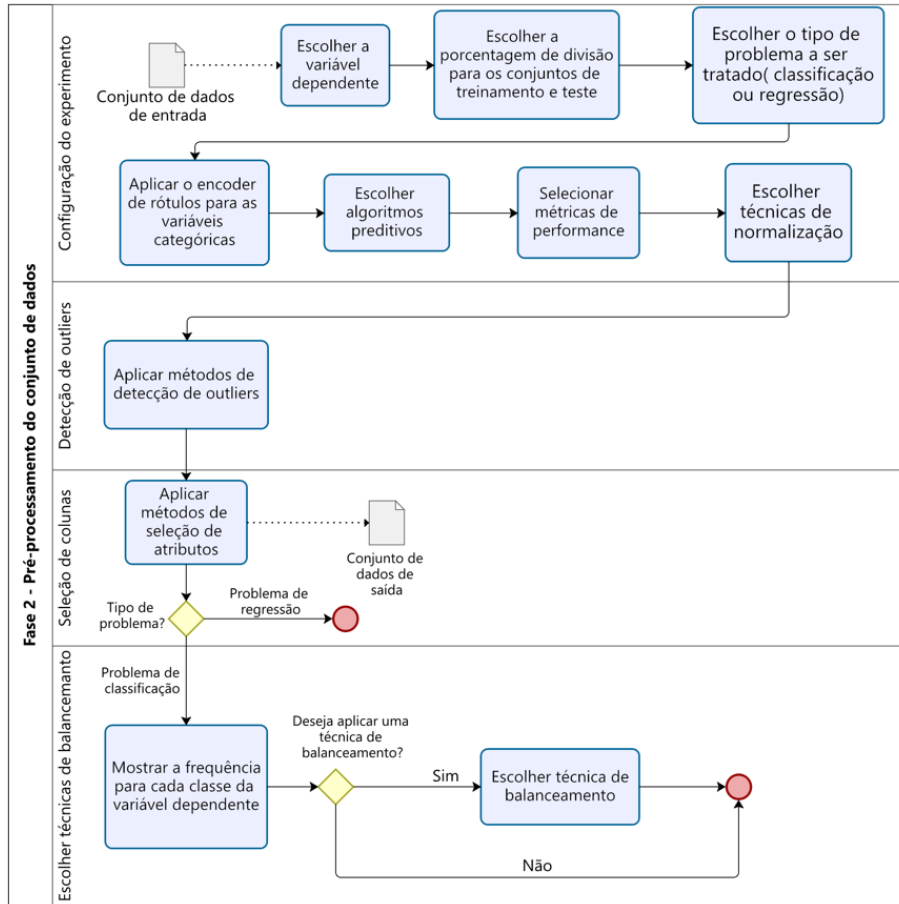 Fase 2 - Pré-processamento do conjunto de dados
Configuração do experimento
Conjunto de dados
de entrada
Escolher a
variável
dependente
Escolher a
porcentagem de divisão
para os conjuntos de
treinamento e teste
Escolher o tipo de
problema a ser
tratado( classificação
ou regressão)
Aplicar o encoder
de rótulos para as
variáveis
categóricas
Escolher
algoritmos
preditivos
Selecionar
métricas de
performance
Escolher
técnicas de
normalização
Detecção de outliers
Aplicar métodos de
detecção de outliers
Seleção de colunas
Aplicar
métodos de
seleção de
atributos
Conjunto de
dados de
saída
Tipo de
problema?
Problema de
regressão
Escolher técnicas de balancemanto
Problema de
classificação
Mostrar a frequência
para cada classe da
variável dependente
Deseja aplicar uma
técnica de
balanceamento?
Sim
Escolher técnica de
balanceamento
Não